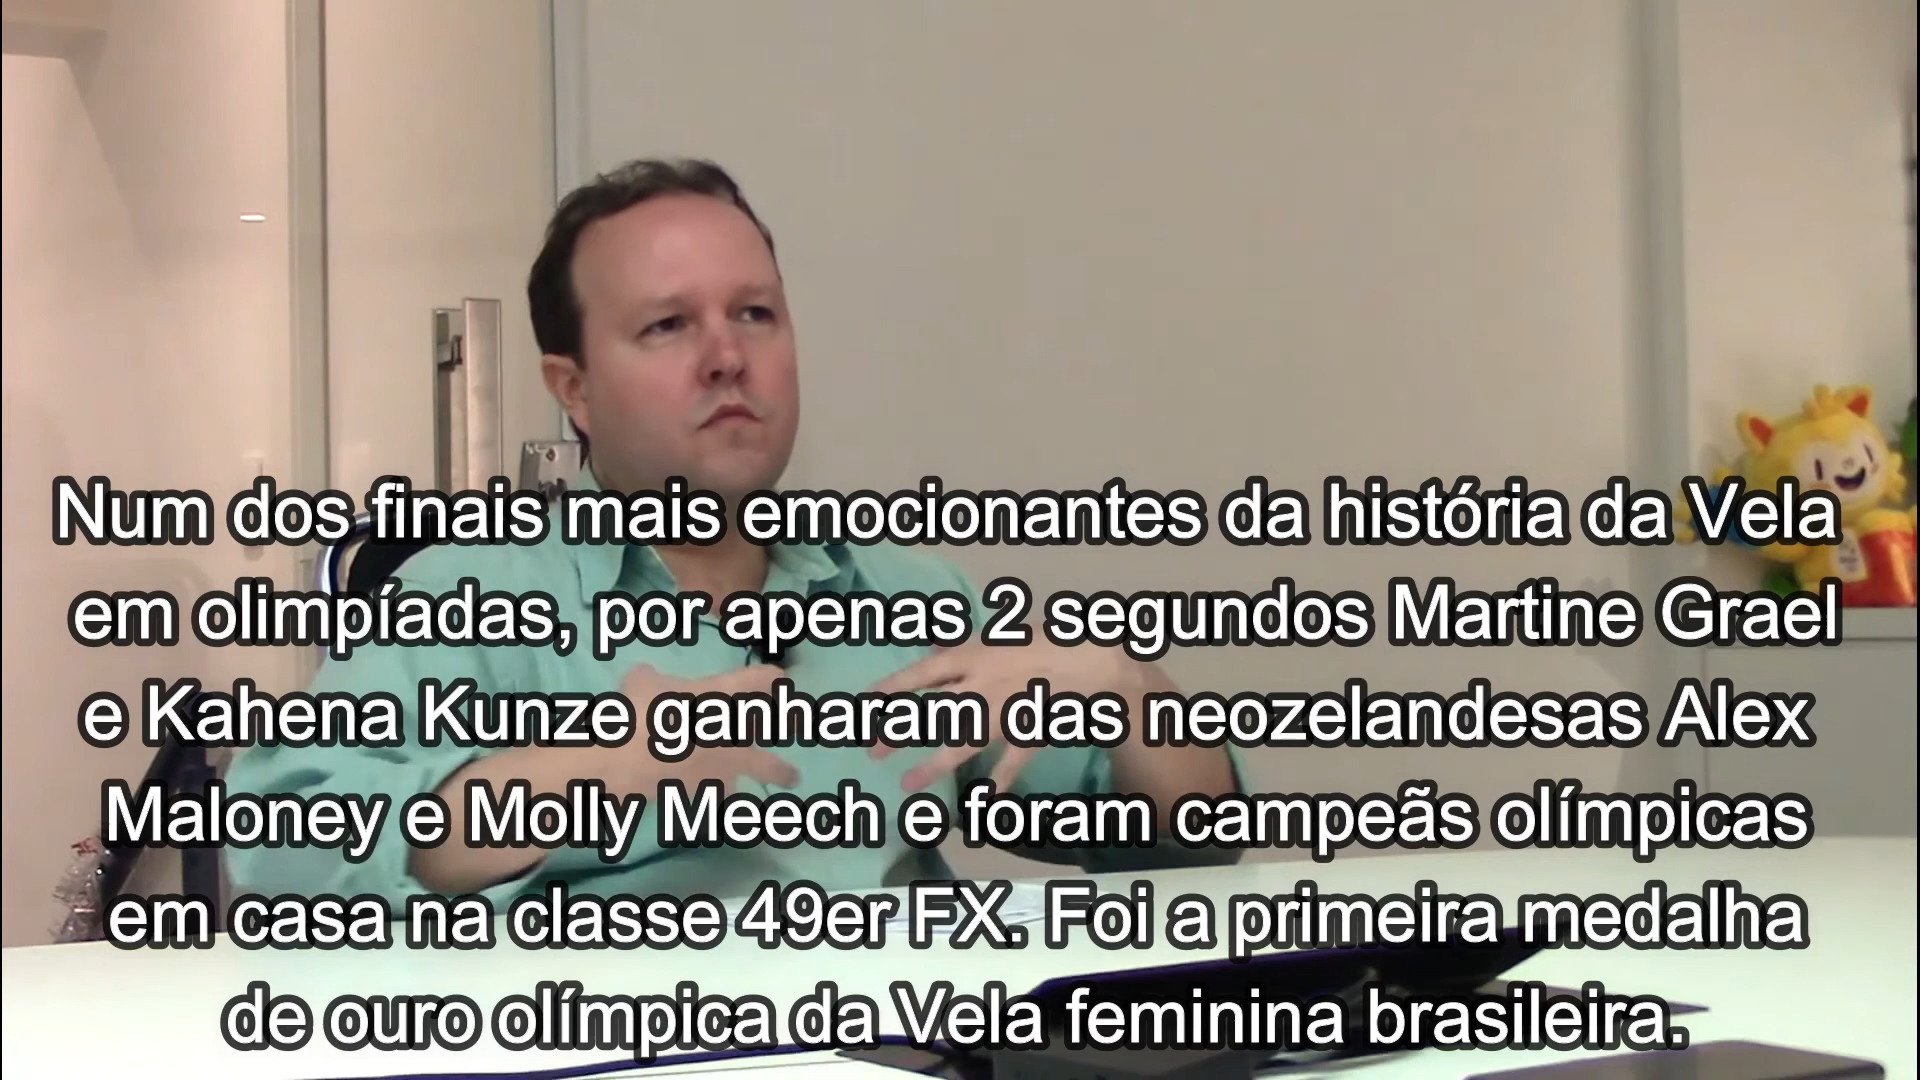 Num dos finais mais emocionantes da história da Vela
em olimpíadas, por apenas 2 segundos Martine Grael
e Kahena Kunze ganharam das neozelandesas Alex
Maloney e Molly Meech e foram campeãs olímpicas
em casa na classe 49er FX. Foi a primeira medalha
de ouro olímpica da Vela feminina brasileira.